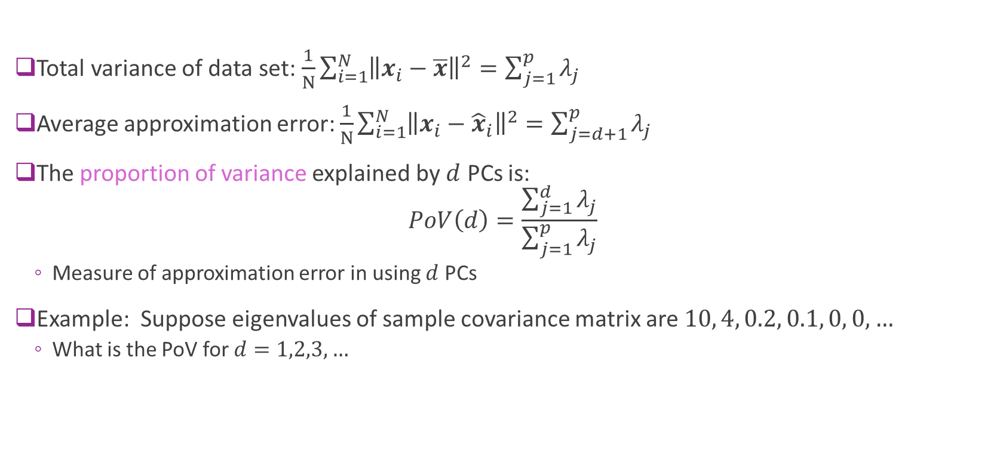 ❑Total variance of data set: $\frac{1}{N}\sum_{i=1}^{N}\|\boldsymbol{x}_i - \overline{\boldsymbol{x}}\|^2 = \sum_{j=1}^{p}\lambda_j$
❑Average approximation error: $\frac{1}{N}\sum_{i=1}^{N}\|\boldsymbol{x}_i - \widehat{\boldsymbol{x}}_i\|^2 = \sum_{j=d+1}^{p}\lambda_j$
❑The proportion of variance explained by $d$ PCs is:
$PoV(d) = \frac{\sum_{j=1}^{d}\lambda_j}{\sum_{j=1}^{p}\lambda_j}$
◦ Measure of approximation error in using $d$ PCs
❑Example: Suppose eigenvalues of sample covariance matrix are 10, 4, 0.2, 0.1, 0, 0, …
◦ What is the PoV for $d$ = 1,2,3, …